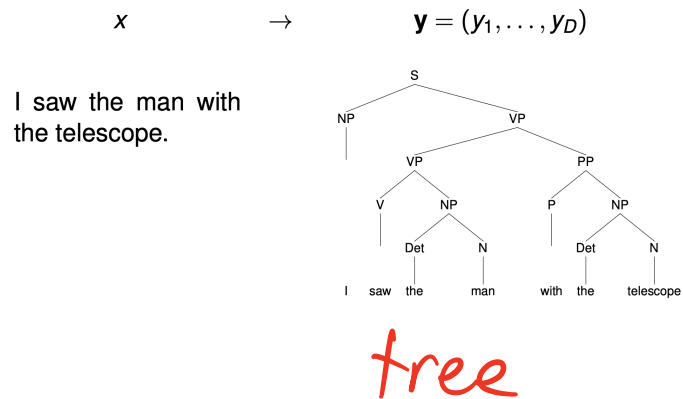 x → y = (y₁, . . . , y_D)
I saw the man with
the telescope.
S
NP VP
VP PP
V NP P NP
Det N Det N
I saw the man with the telescope
tree